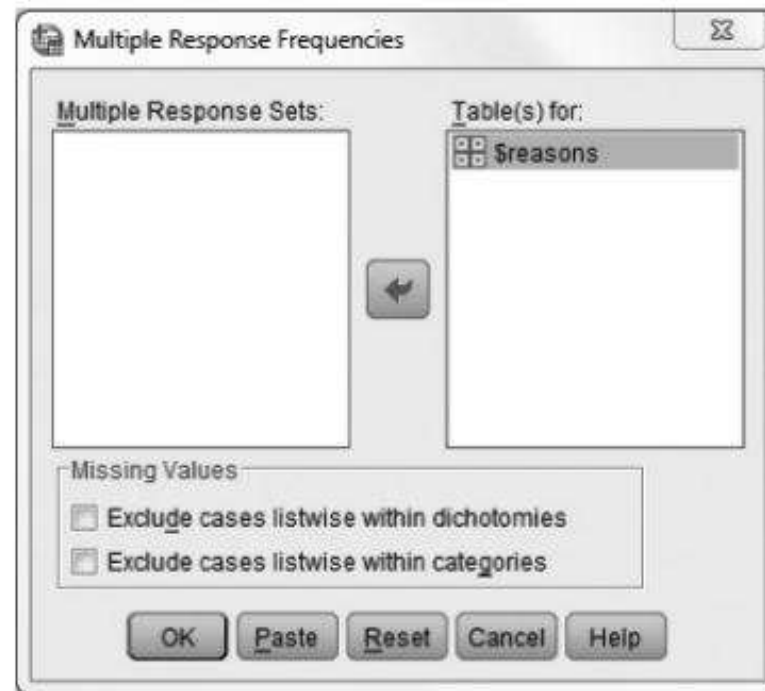 Multiple Response Frequencies
Multiple Response Sets:
Table(s) for:
$reasons
Missing Values
Exclude cases listwise within dichotomies
Exclude cases listwise within categories
OK Paste Reset Cancel Help